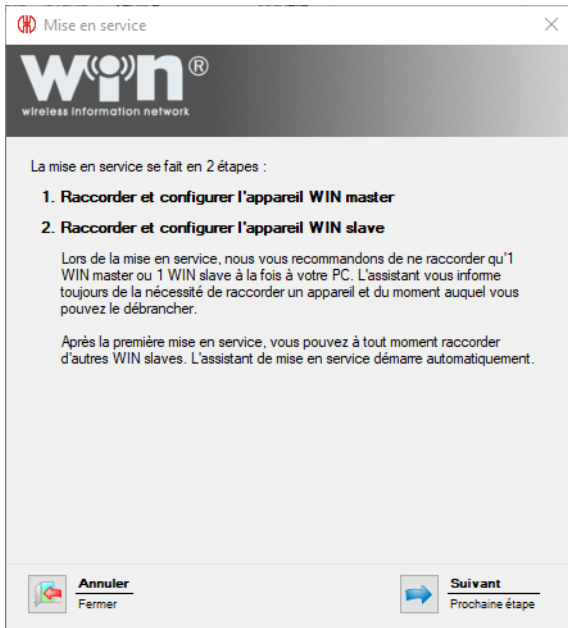 Mise en service
WIN®
wireless information network
La mise en service se fait en 2 étapes :
1. Raccorder et configurer l'appareil WIN master
2. Raccorder et configurer l'appareil WIN slave
Lors de la mise en service, nous vous recommandons de ne raccorder qu'1
WIN master ou 1 WIN slave à la fois à votre PC. L'assistant vous informe
toujours de la nécessité de raccorder un appareil et du moment auquel vous
pouvez le débrancher.
Après la première mise en service, vous pouvez à tout moment raccorder
d'autres WIN slaves. L'assistant de mise en service démarre automatiquement.
Annuler
Fermer
Suivant
Prochaine étape